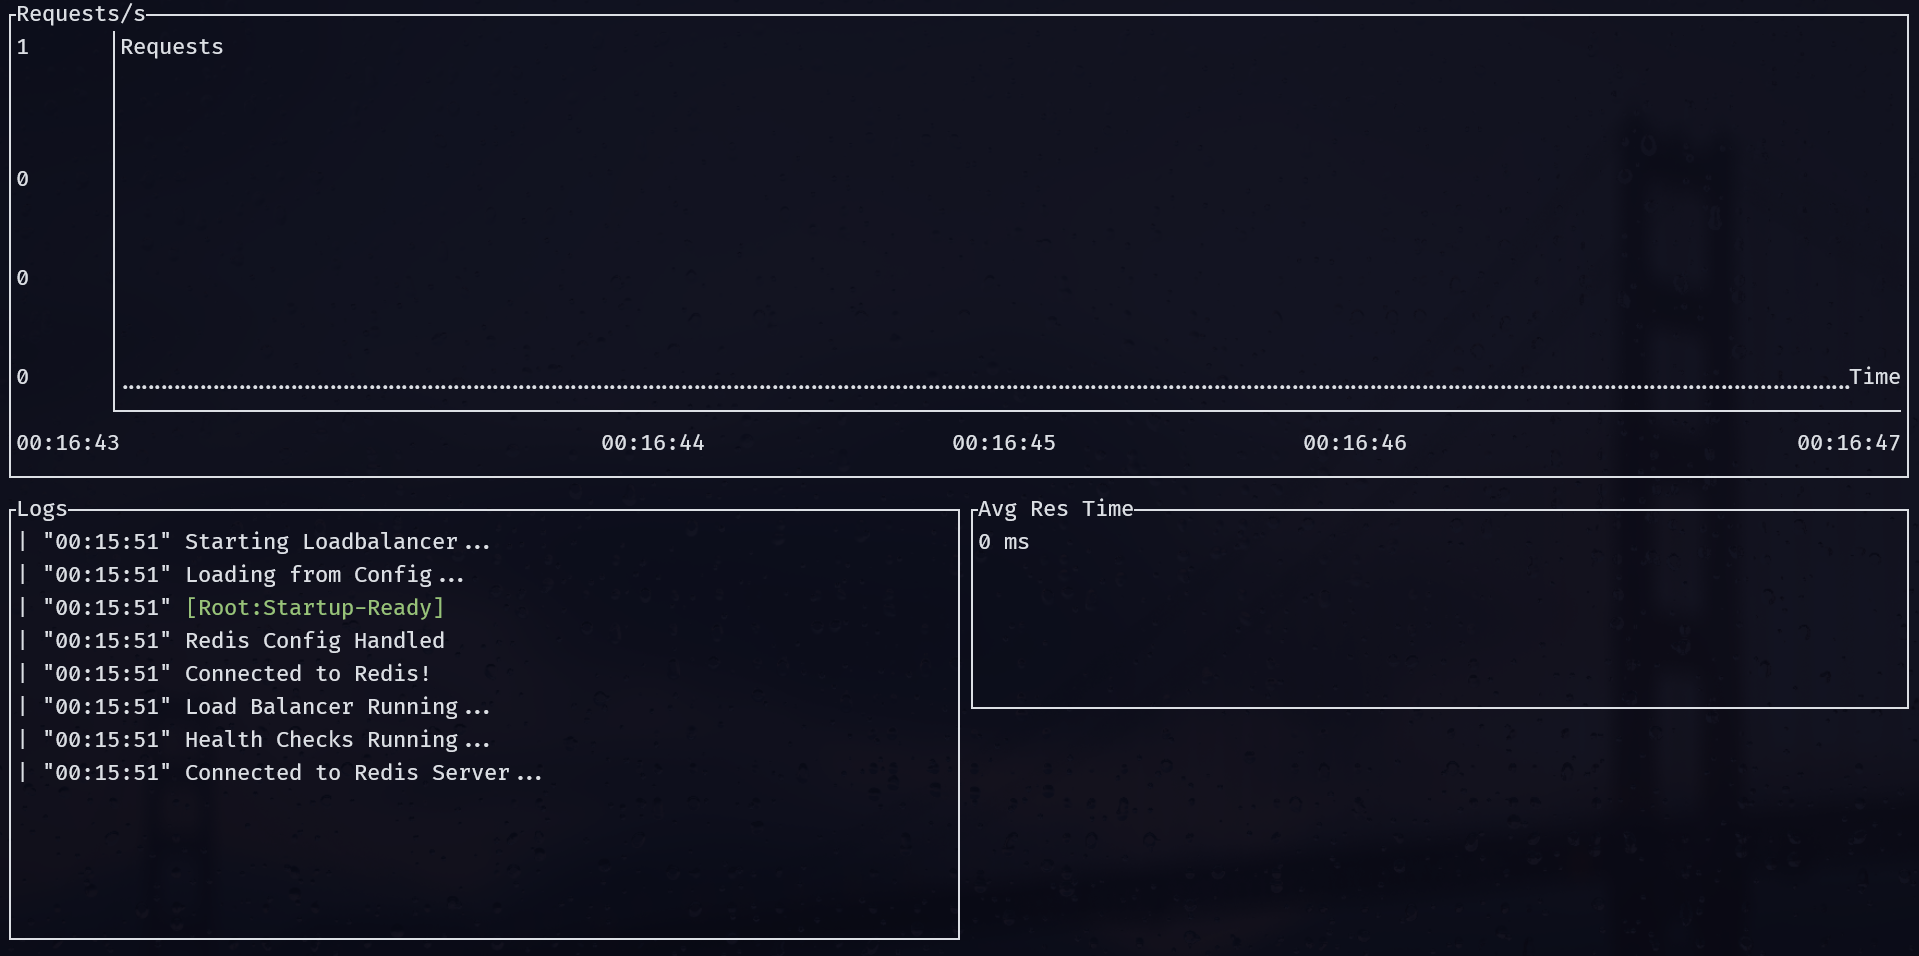 Requests/s
1
Requests
0
0
0
Time
00:16:43 00:16:44 00:16:45 00:16:46 00:16:47
Logs
| "00:15:51" Starting Loadbalancer...
| "00:15:51" Loading from Config...
| "00:15:51" [Root:Startup-Ready]
| "00:15:51" Redis Config Handled
| "00:15:51" Connected to Redis!
| "00:15:51" Load Balancer Running...
| "00:15:51" Health Checks Running...
| "00:15:51" Connected to Redis Server...
Avg Res Time
0 ms